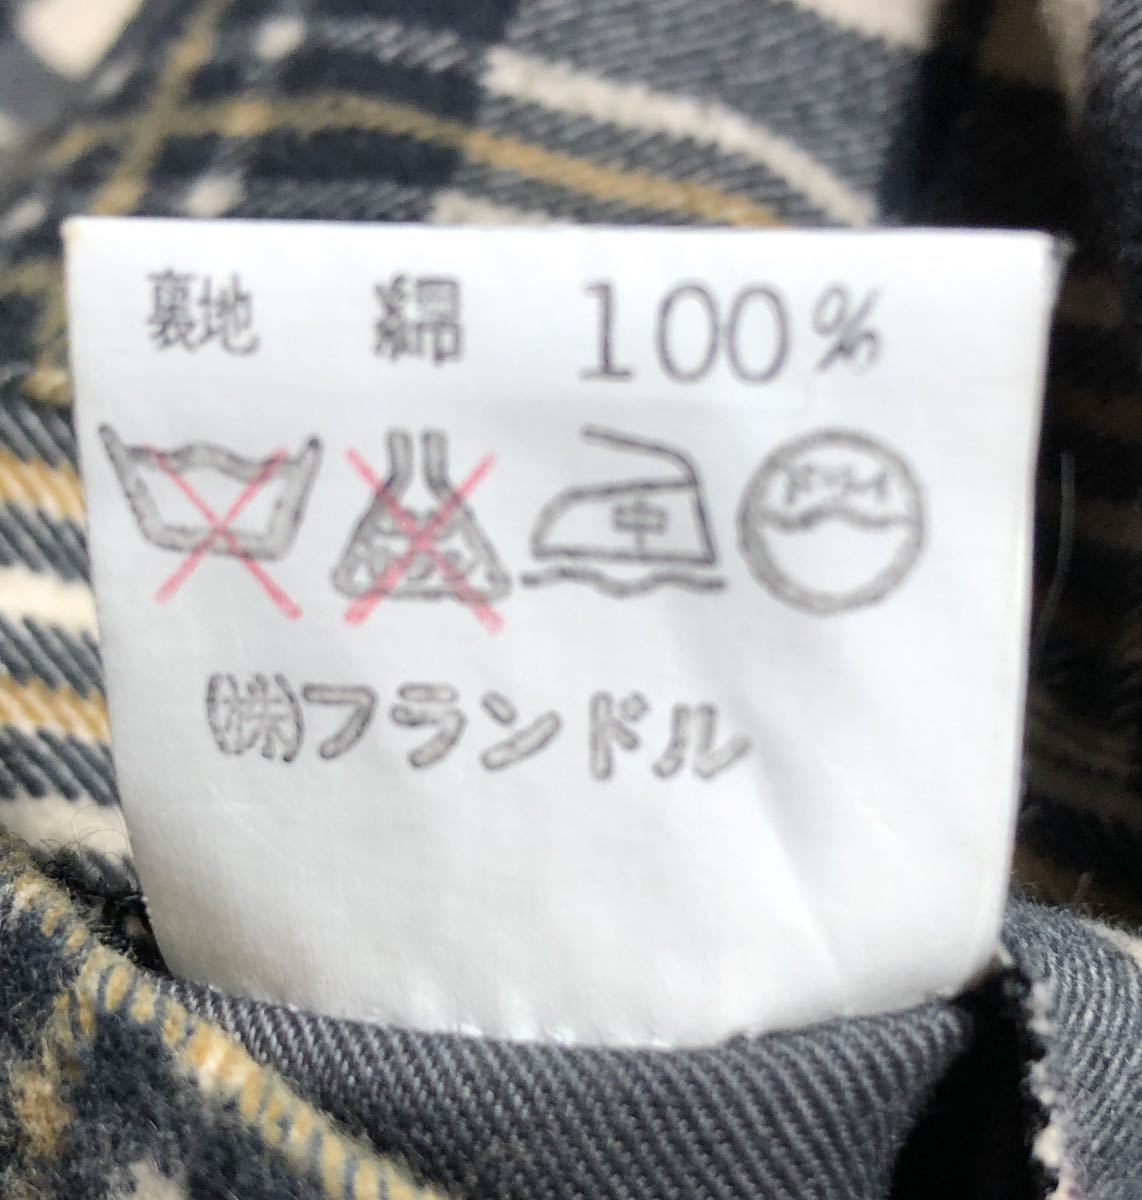 裏地 綿 100%
中
ドライ
㈱フランドル